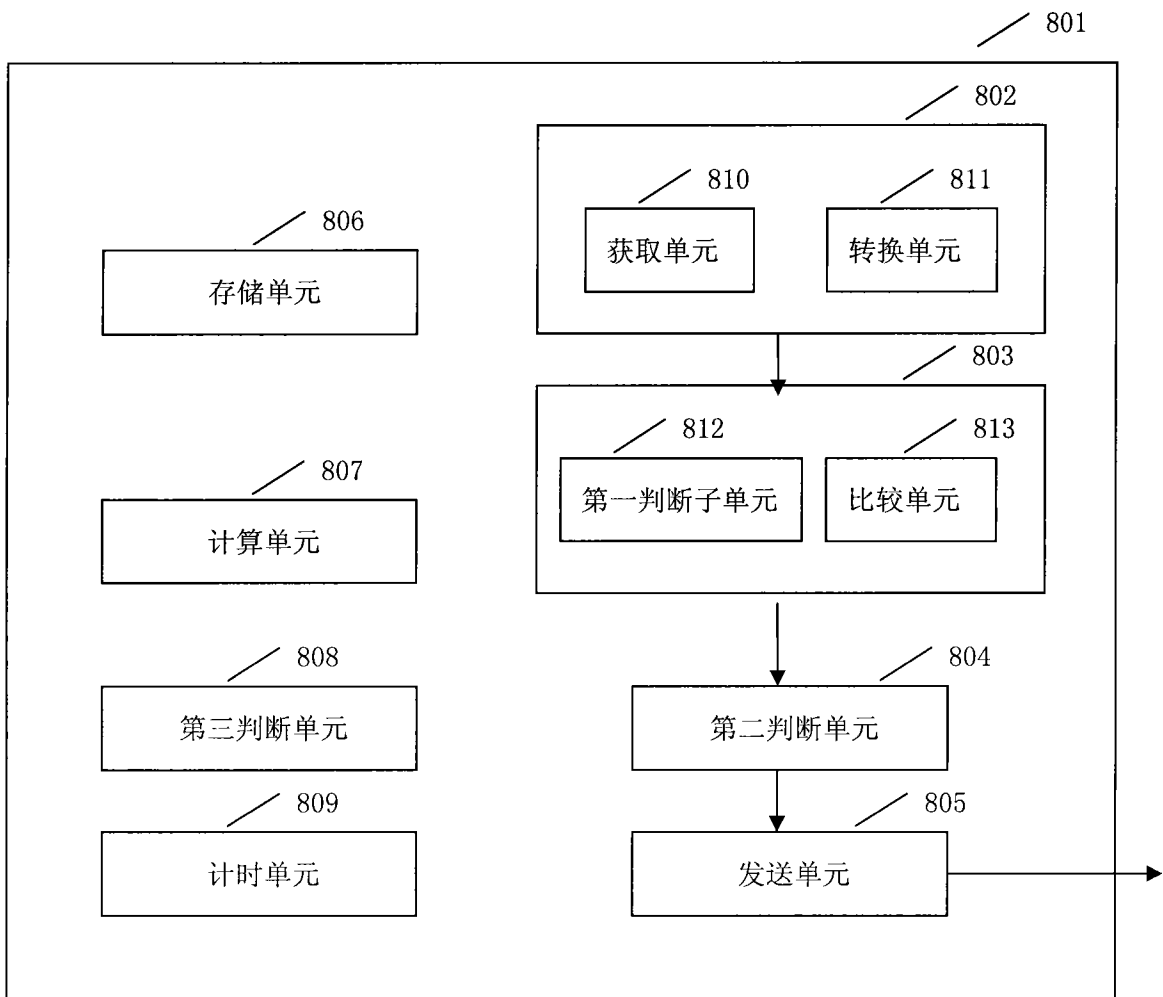 801
802
810
811
获取单元
转换单元
806
存储单元
803
812
813
第一判断子单元
比较单元
807
计算单元
808
第三判断单元
804
第二判断单元
809
计时单元
805
发送单元